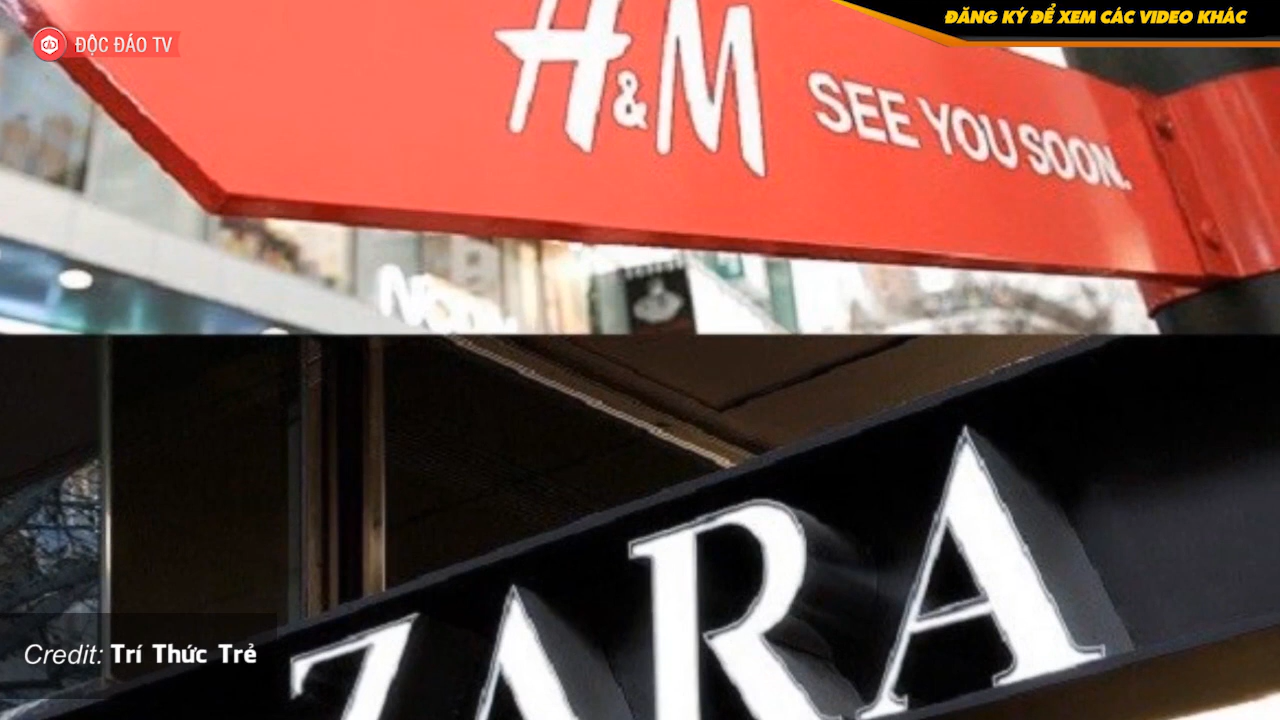 ĐĂNG KÝ ĐỂ XEM CÁC VIDEO KHÁC
ĐỘC ĐÁO TV
H&M SEE YOU SOON.
ZARA
Credit: Trí Thức Trẻ